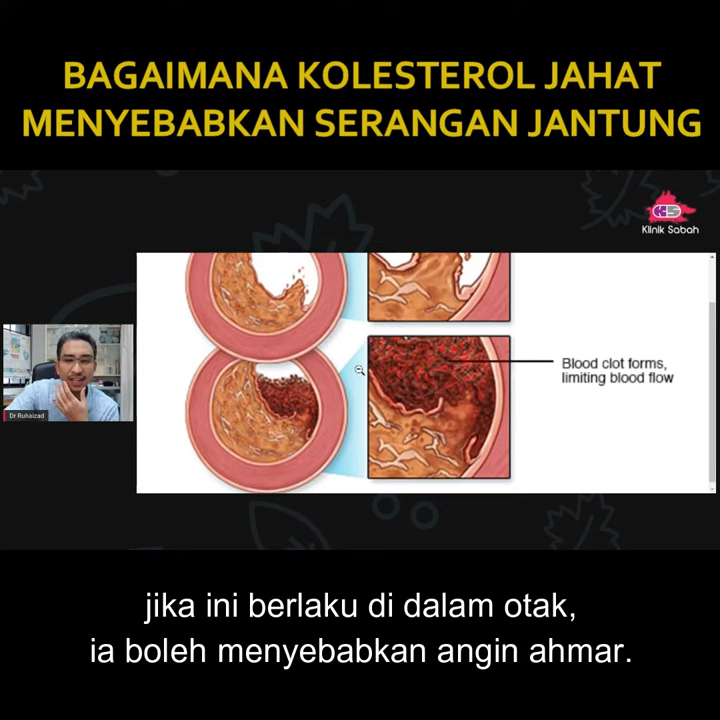 BAGAIMANA KOLESTEROL JAHAT
MENYEBABKAN SERANGAN JANTUNG
KS
Klinik Sabah
Blood clot forms,
limiting blood flow
Dr Ruhaizad
jika ini berlaku di dalam otak,
ia boleh menyebabkan angin ahmar.